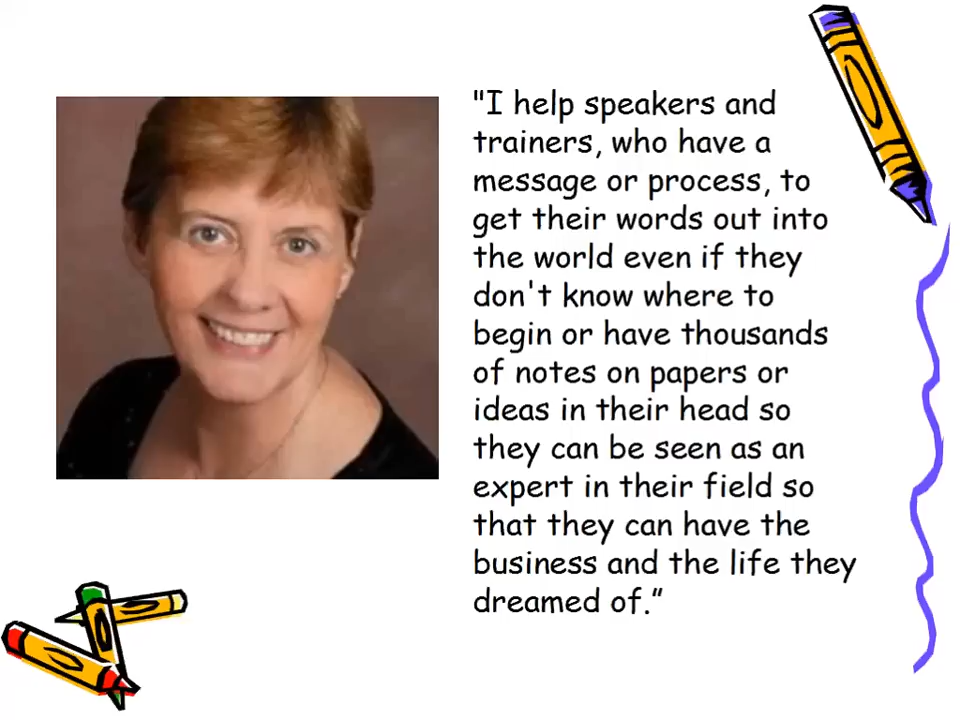 "I help speakers and
trainers, who have a
message or process, to
get their words out into
the world even if they
don't know where to
begin or have thousands
of notes on papers or
ideas in their head so
they can be seen as an
expert in their field so
that they can have the
business and the life they
dreamed of.”